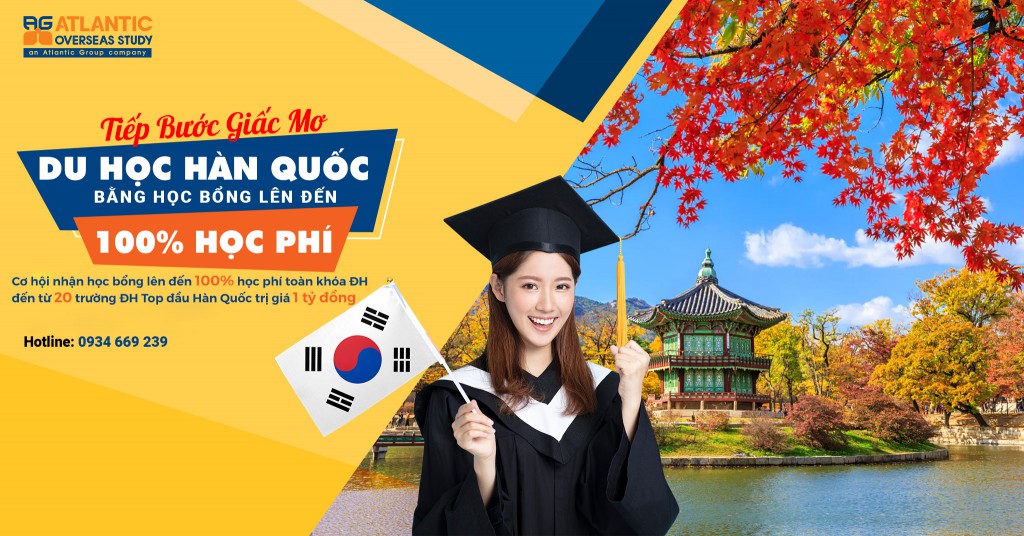 AG ATLANTIC
OVERSEAS STUDY
an Atlantic Group company
Tiếp Bước Giấc Mơ
DU HỌC HÀN QUỐC
BẰNG HỌC BỔNG LÊN ĐẾN
100% HỌC PHÍ
Cơ hội nhận học bổng lên đến 100% học phí toàn khóa ĐH
đến từ 20 trường ĐH Top đầu Hàn Quốc trị giá 1 tỷ đồng
Hotline: 0934 669 239